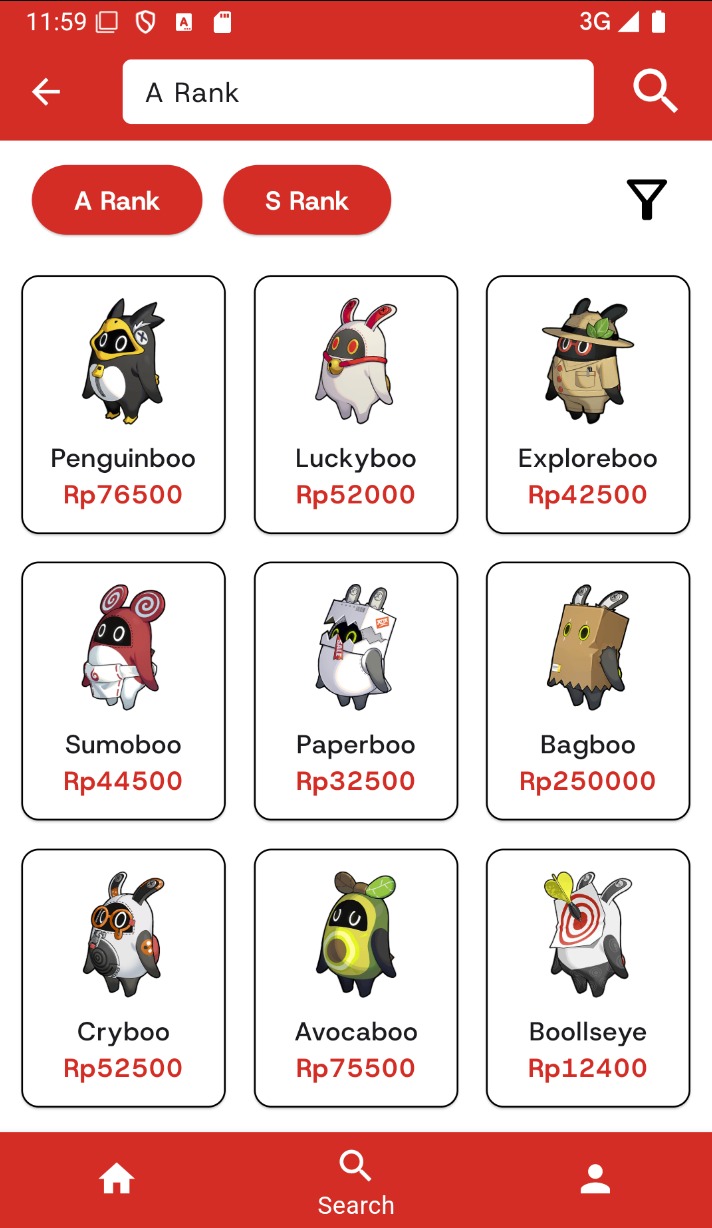 11:59
3G
A Rank
A Rank
S Rank
Penguinboo
Rp76500
Luckyboo
Rp52000
Exploreboo
Rp42500
Sumoboo
Rp44500
Paperboo
Rp32500
Bagboo
Rp250000
Cryboo
Rp52500
Avocaboo
Rp75500
Boollseye
Rp12400
Search